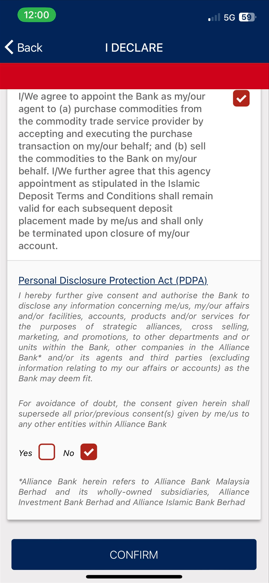 12:00
5G 59
Back
I DECLARE
I/We agree to appoint the Bank as my/our
agent to (a) purchase commodities from
the commodity trade service provider by
accepting and executing the purchase
transaction on my/our behalf; and (b) sell
the commodities to the Bank on my/our
behalf. I/We further agree that this agency
appointment as stipulated in the Islamic
Deposit Terms and Conditions shall remain
valid for each subsequent deposit
placement made by me/us and shall only
be terminated upon closure of my/our
account.
Personal Disclosure Protection Act (PDPA)
I hereby further give consent and authorise the Bank to
disclose any information concerning me/us, my/our affairs
and/or facilities, accounts, products and/or services for
the purposes of strategic alliances, cross selling,
marketing, and promotions, to other departments and or
units within the Bank, other companies in the Alliance
Bank* and/or its agents and third parties (excluding
information relating to my our affairs or accounts) as the
Bank may deem fit.
For avoidance of doubt, the consent given herein shall
supersede all prior/previous consent(s) given by me/us to
any other entities within Alliance Bank
Yes No
*Alliance Bank herein refers to Alliance Bank Malaysia
Berhad and its wholly-owned subsidiaries, Alliance
Investment Bank Berhad and Alliance Islamic Bank Berhad
CONFIRM